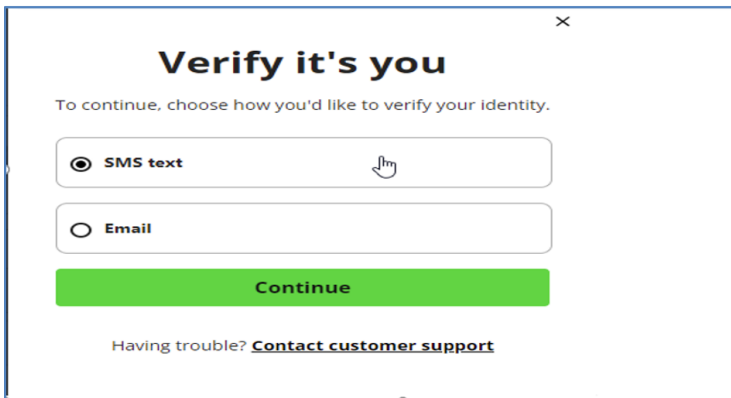 Verify it's you
To continue, choose how you'd like to verify your identity.
SMS text
Email
Continue
Having trouble? Contact customer support